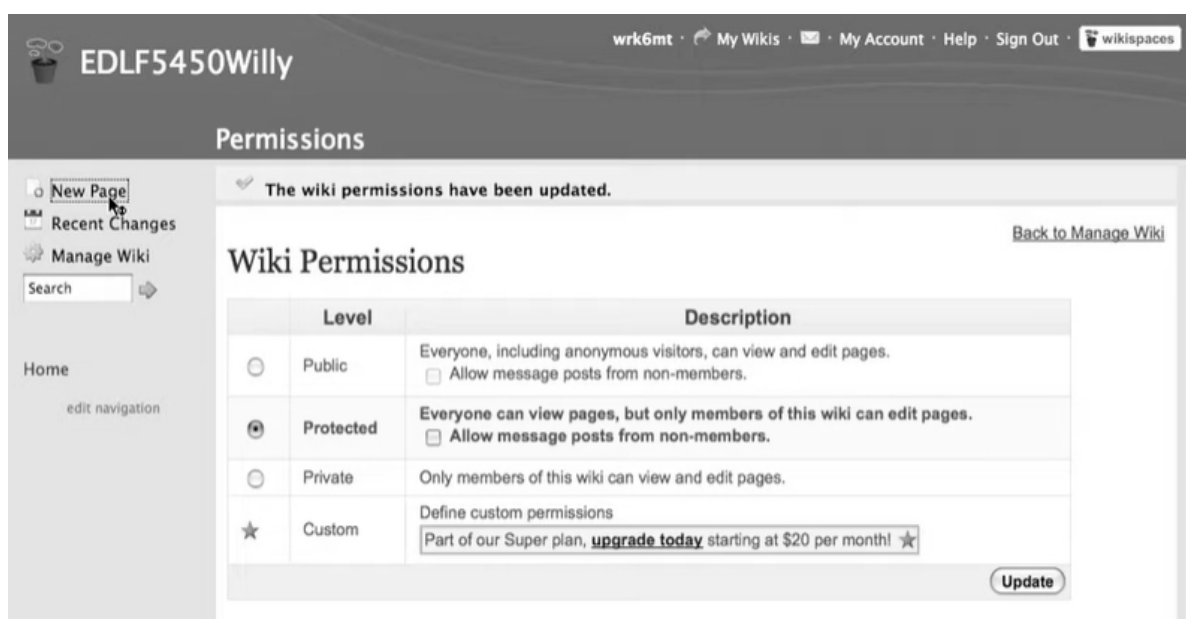 wrk6mt · My Wikis · · My Account · Help · Sign Out · wikispaces
EDLF5450Willy
Permissions
New Page
Recent Changes
Manage Wiki
Search
Home
edit navigation
The wiki permissions have been updated.
Back to Manage Wiki
Wiki Permissions
Level Description
Public Everyone, including anonymous visitors, can view and edit pages.
Allow message posts from non-members.
Protected Everyone can view pages, but only members of this wiki can edit pages.
Allow message posts from non-members.
Private Only members of this wiki can view and edit pages.
Custom Define custom permissions
Part of our Super plan, upgrade today starting at $20 per month!
Update